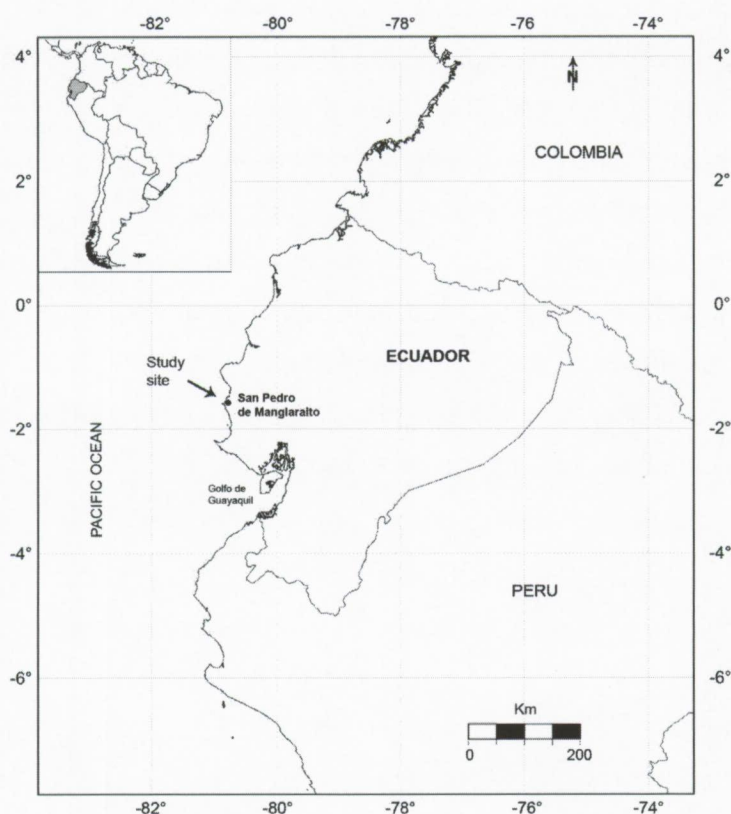 -82° -80° -78° -76° -74°
4° 4°
N
COLOMBIA
2° 2°
0° 0°
ECUADOR
Study
site
San Pedro
de Manglaralto
-2° -2°
PACIFIC OCEAN
Golfo de
Guayaquil
-4° -4°
PERU
-6° -6°
Km
0 200
-82 -80° -78° -76° -74°